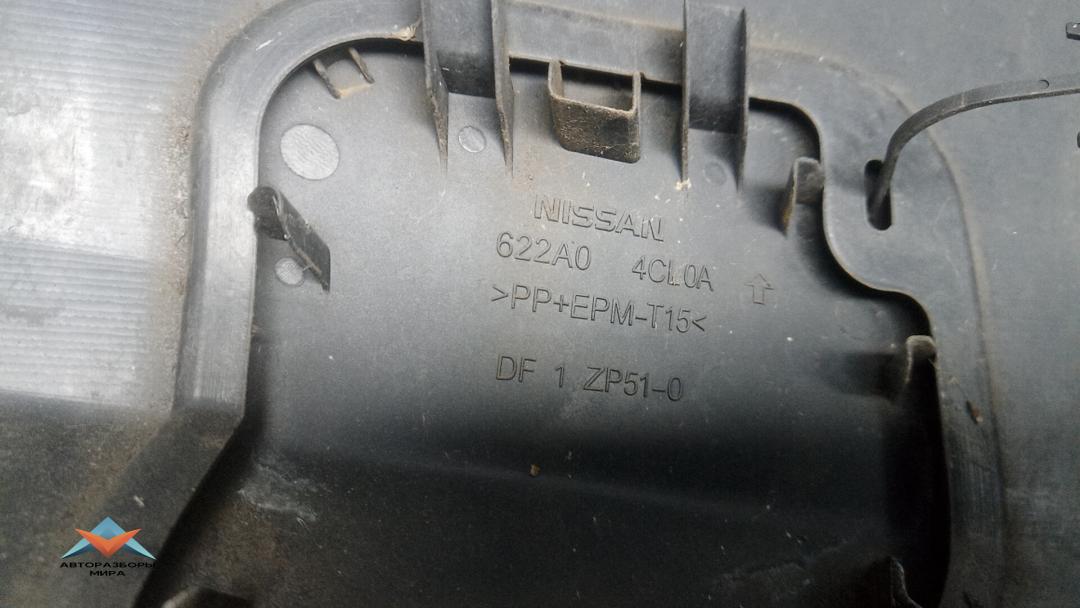 NISSAN
622A0 4CL0A
>PP+EPM-T15<
DF 1 ZP51-0
АВТОРАЗБОРЫ
МИРА